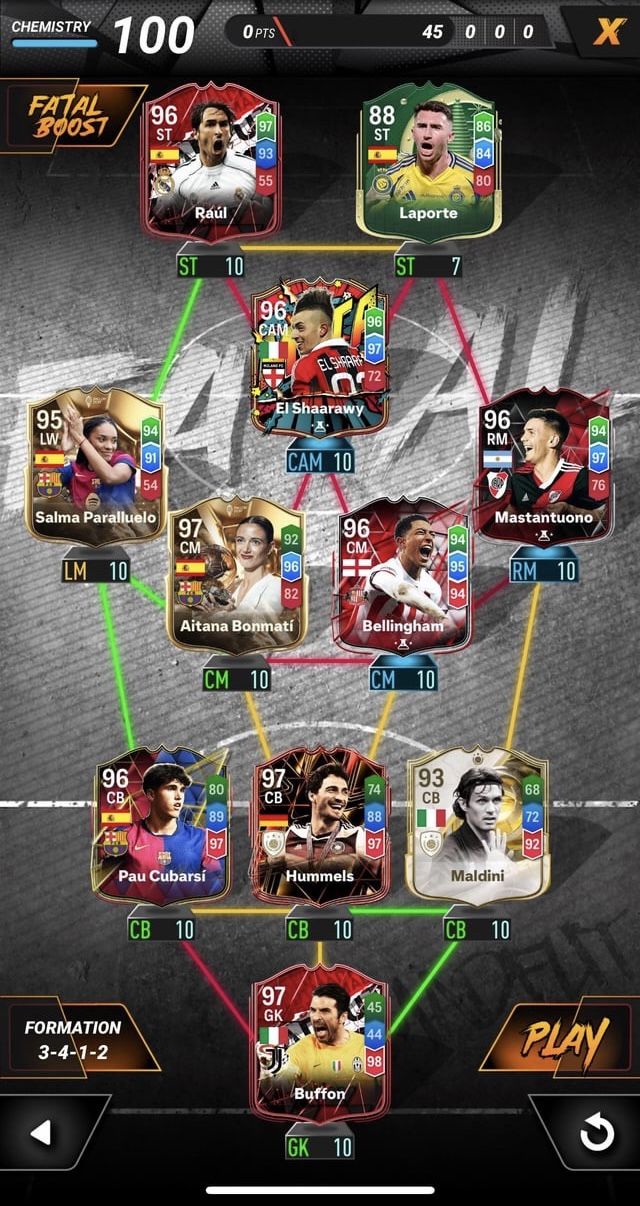 CHEMISTRY 100 0 PTS 45 0 0 0 X
FATAL
BOOST
96
ST
97
93
55
Raúl
ST 10
88
ST
86
84
80
Laporte
ST 7
96
CAM
96
97
72
EL SHAARAWY
El Shaarawy
CAM 10
95
LW
94
91
54
Salma Paralluelo
LM 10
96
RM
94
97
76
Mastantuono
RM 10
97
CM
92
96
82
Aitana Bonmatí
CM 10
96
CM
94
95
94
Bellingham
CM 10
96
CB
80
89
97
Pau Cubarsí
CB 10
97
CB
74
88
97
Hummels
CB 10
93
CB
68
72
92
Maldini
CB 10
97
GK
45
44
98
Buffon
GK 10
FORMATION
3-4-1-2
PLAY